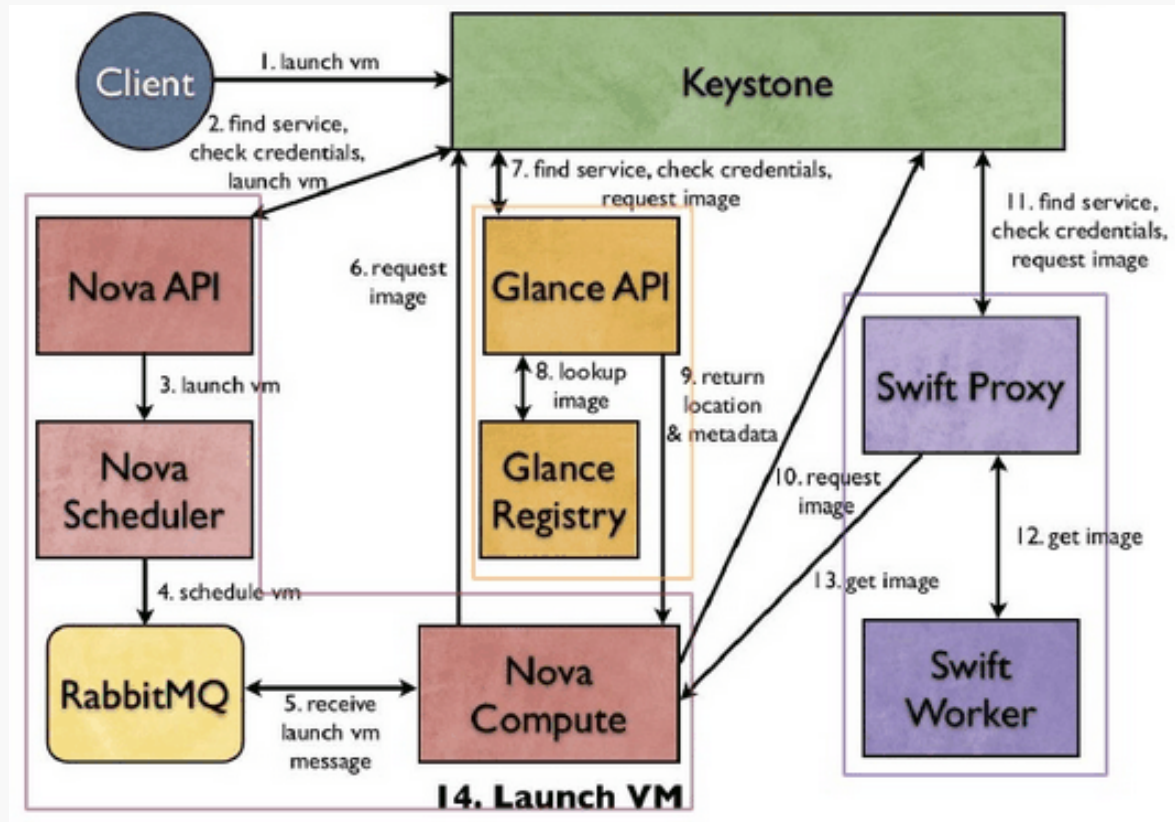 Client
1. launch vm
Keystone
2. find service,
check credentials,
launch vm
7. find service, check credentials,
request image
11. find service,
check credentials,
request image
Nova API
6. request
image
Glance API
3. launch vm
8. lookup
image
9. return
location
& metadata
Swift Proxy
Nova
Scheduler
Glance
Registry
10. request
image
12. get image
13. get image
4. schedule vm
RabbitMQ
5. receive
launch vm
message
Nova
Compute
Swift
Worker
14. Launch VM